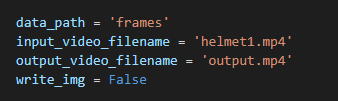 data_path = 'frames'
input_video_filename = 'helmet1.mp4'
output_video_filename = 'output.mp4'
write_img = False